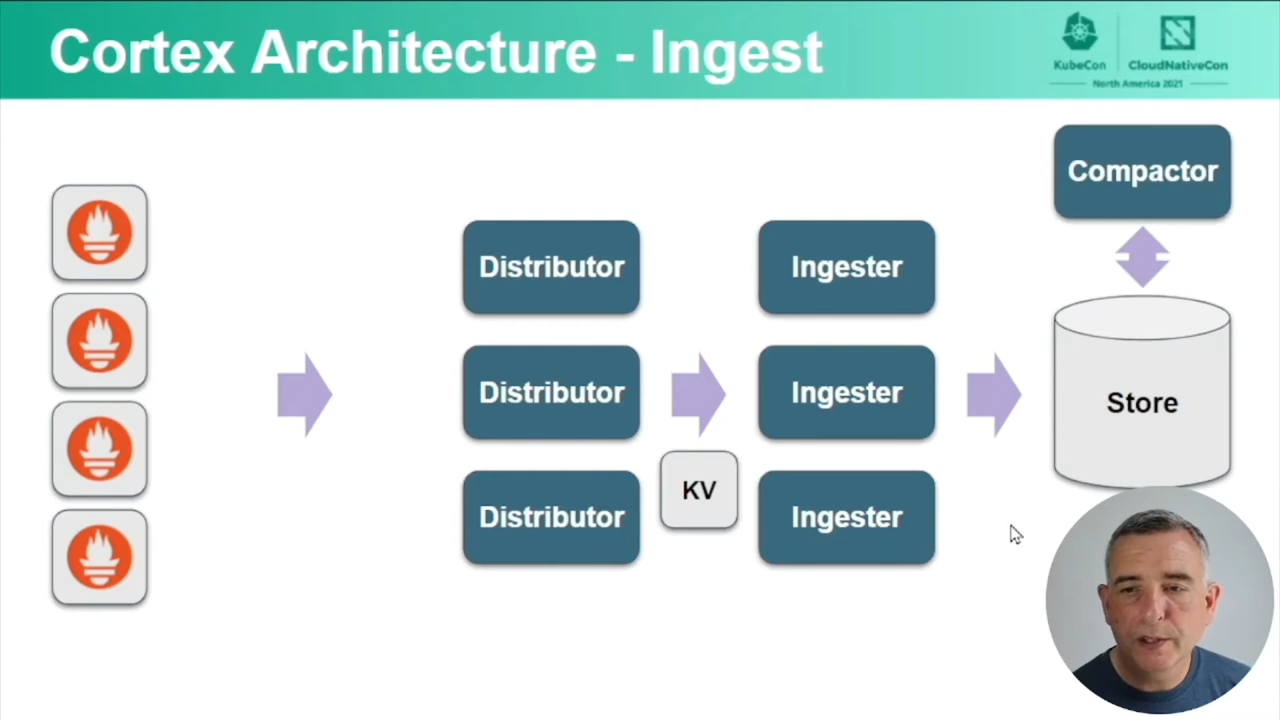 Cortex Architecture - Ingest
KubeCon
CloudNativeCon
North America 2021
Compactor
Distributor
Ingester
Distributor
Ingester
Store
KV
Distributor
Ingester